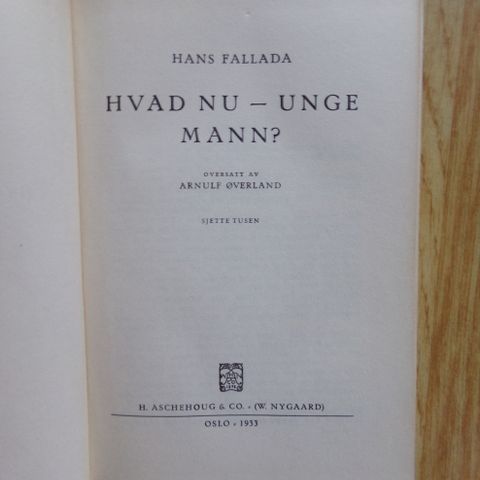 HANS FALLADA
HVAD NU – UNGE
MANN?
OVERSATT AV
ARNULF ØVERLAND
SJETTE TUSEN
H. ASCHEHOUG & CO. · (W. NYGAARD)
OSLO · 1933